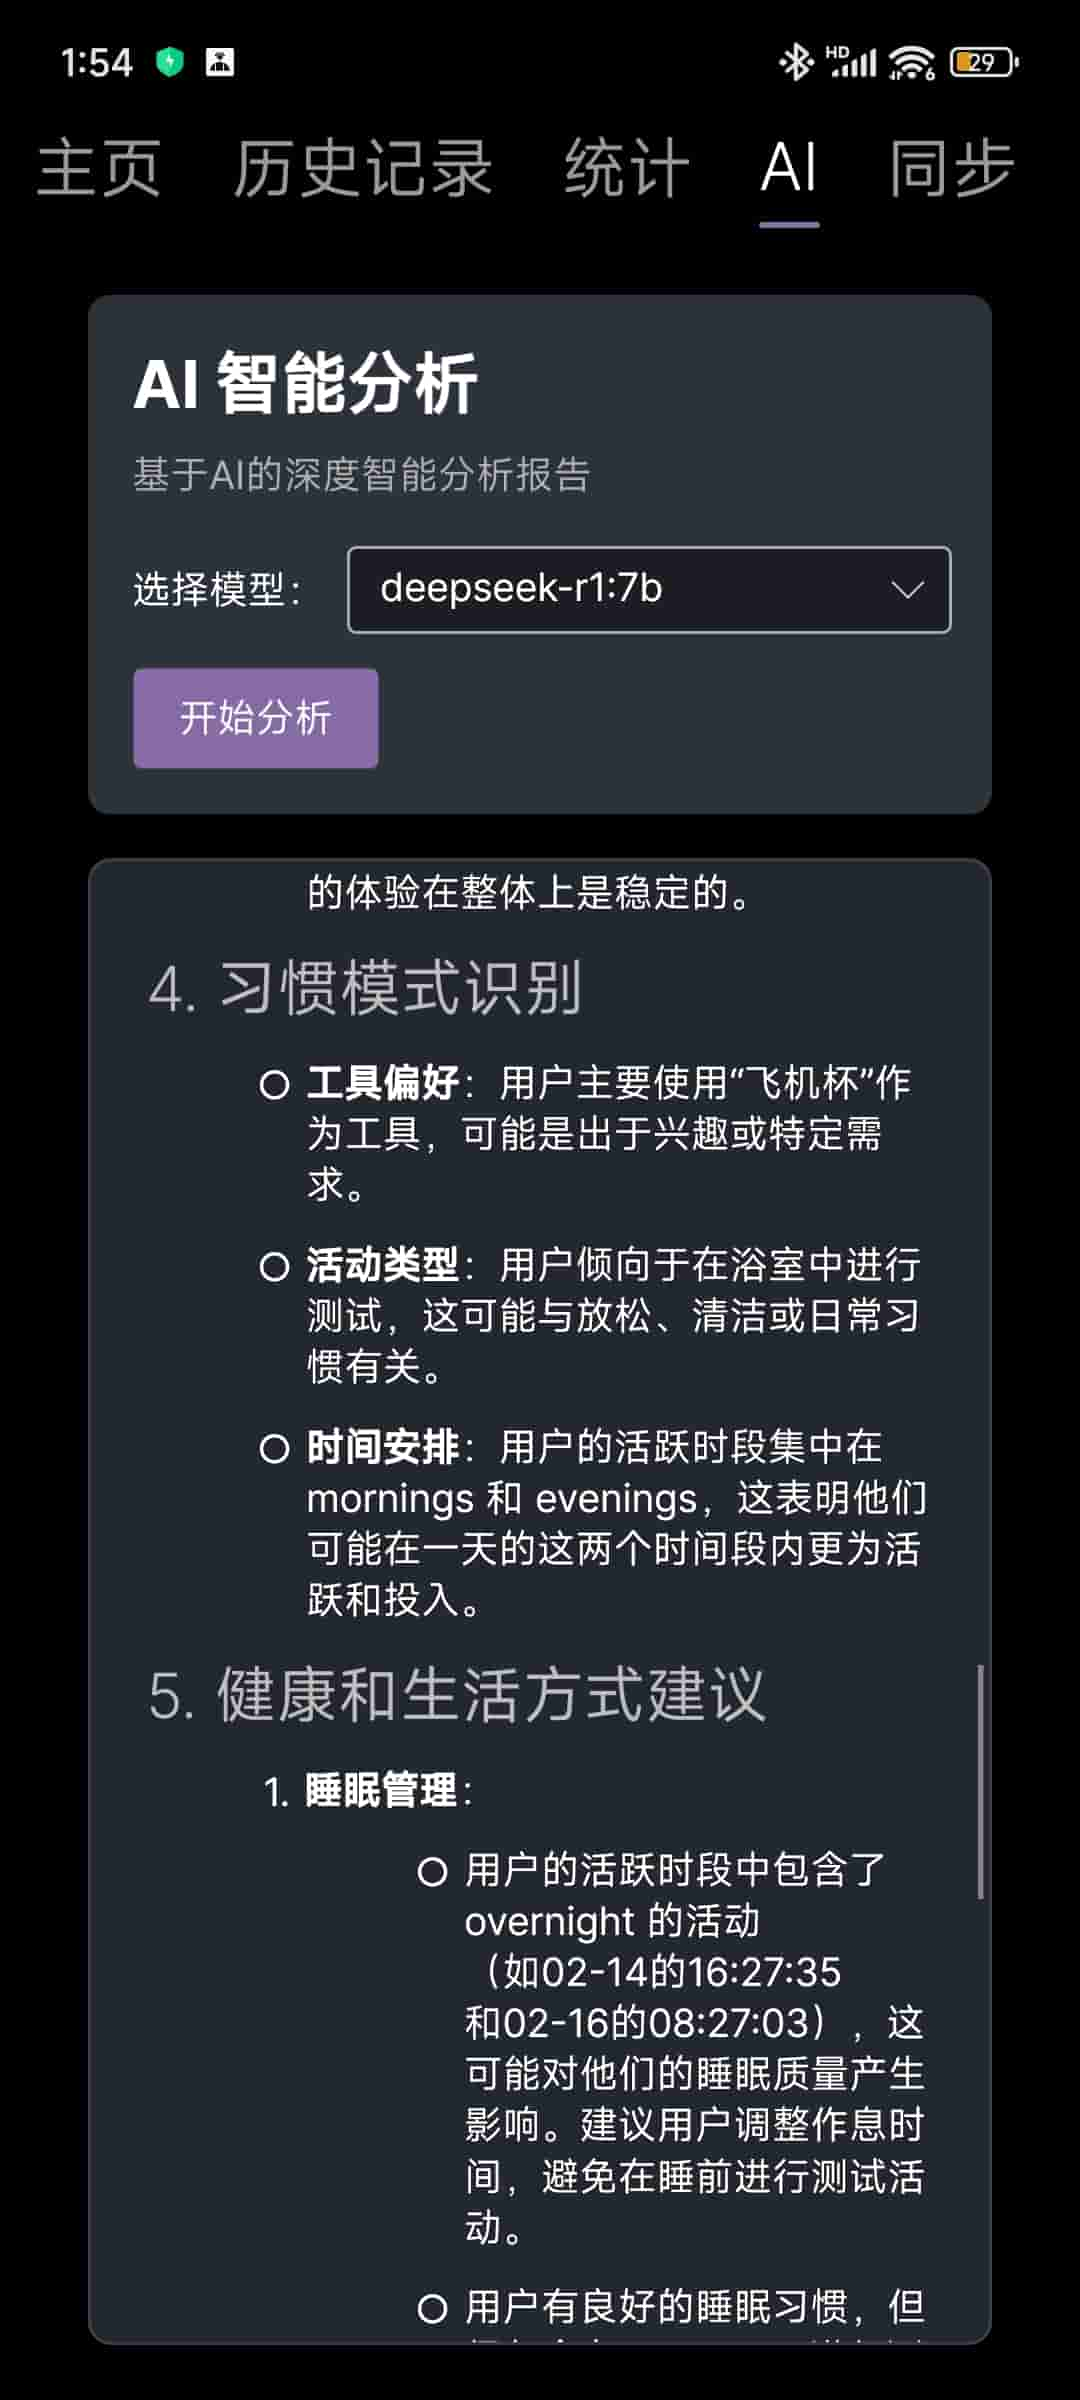 1:54
HD
6
29
主页 历史记录 统计 AI 同步
AI 智能分析
基于AI的深度智能分析报告
选择模型： deepseek-r1:7b
开始分析
的体验在整体上是稳定的。
4. 习惯模式识别
工具偏好：用户主要使用“飞机杯”作
为工具，可能是出于兴趣或特定需
求。
活动类型：用户倾向于在浴室中进行
测试，这可能与放松、清洁或日常习
惯有关。
时间安排：用户的活跃时段集中在
mornings 和 evenings，这表明他们
可能在一天的这两个时间段内更为活
跃和投入。
5. 健康和生活方式建议
1. 睡眠管理：
用户的活跃时段中包含了
overnight 的活动
（如02-14的16:27:35
和02-16的08:27:03），这
可能对他们的睡眠质量产生
影响。建议用户调整作息时
间，避免在睡前进行测试活
动。
用户有良好的睡眠习惯，但